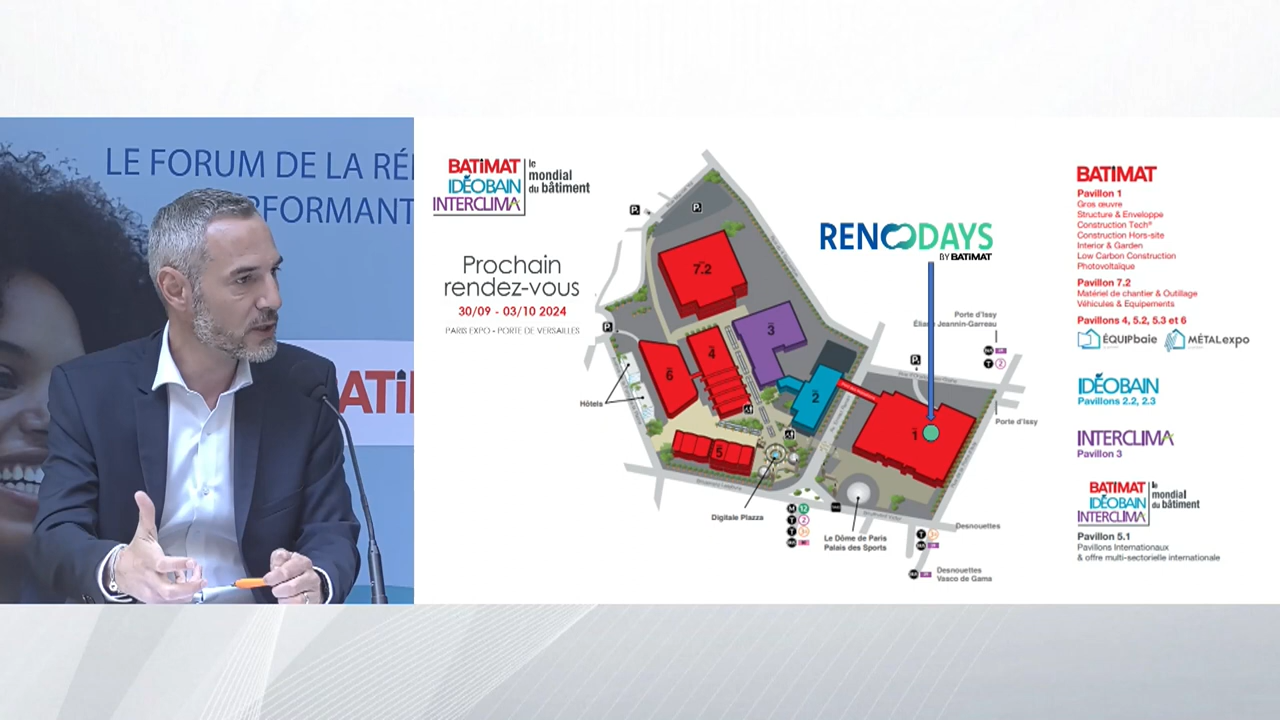 LE FORUM DE LA RÉ
RFORMANT
BATI
BATIMAT
IDÉOBAIN
INTERCLIMA
le
mondial
du bâtiment
Prochain
rendez-vous
30/09 - 03/10 2024
PARIS EXPO • PORTE DE VERSAILLES
RENODAYS
BY BATIMAT
P
P
P
P
7.2
3
4
6
2
1
5
Hôtels
Digitale Plazza
Le Dôme de Paris
Palais des Sports
Porte d'Issy
Élian Jeannin-Garreau
T 2
Porte d'Issy
M 12
T 2
T
T
Desnouettes
Desnouettes
Vasco de Gama
BATIMAT
Pavillon 1
Gros œuvre
Structure & Enveloppe
Construction Tech®
Construction Hors-site
Interior & Garden
Low Carbon Construction
Photovoltaïque
Pavillon 7.2
Matériel de chantier & Outillage
Véhicules & Equipements
Pavillons 4, 5.2, 5.3 et 6
ÉQUIPbaie
MÉTALexpo
IDÉOBAIN
Pavillons 2.2, 2.3
INTERCLIMA
Pavillon 3
BATIMAT
IDÉOBAIN
INTERCLIMA
le
mondial
du bâtiment
Pavillon 5.1
Pavillons Internationaux
& offre multi-sectorielle internationale